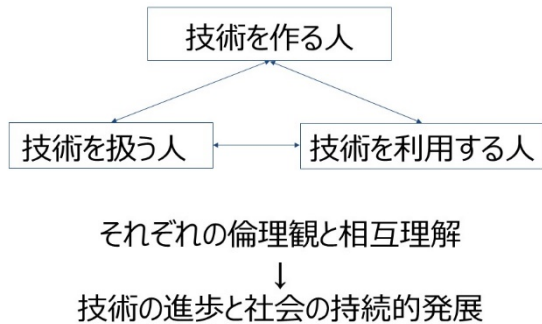 技術を作る人
技術を扱う人
技術を利用する人
それぞれの倫理観と相互理解
↓
技術の進歩と社会の持続的発展